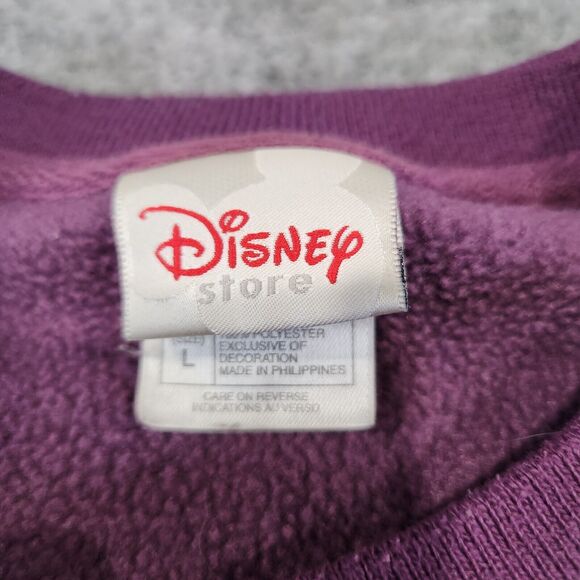 Disney
store
100% POLYESTER
EXCLUSIVE OF
DECORATION
L
MADE IN PHILIPPINES
CARE ON REVERSE
INDICATIONS AU VERSO